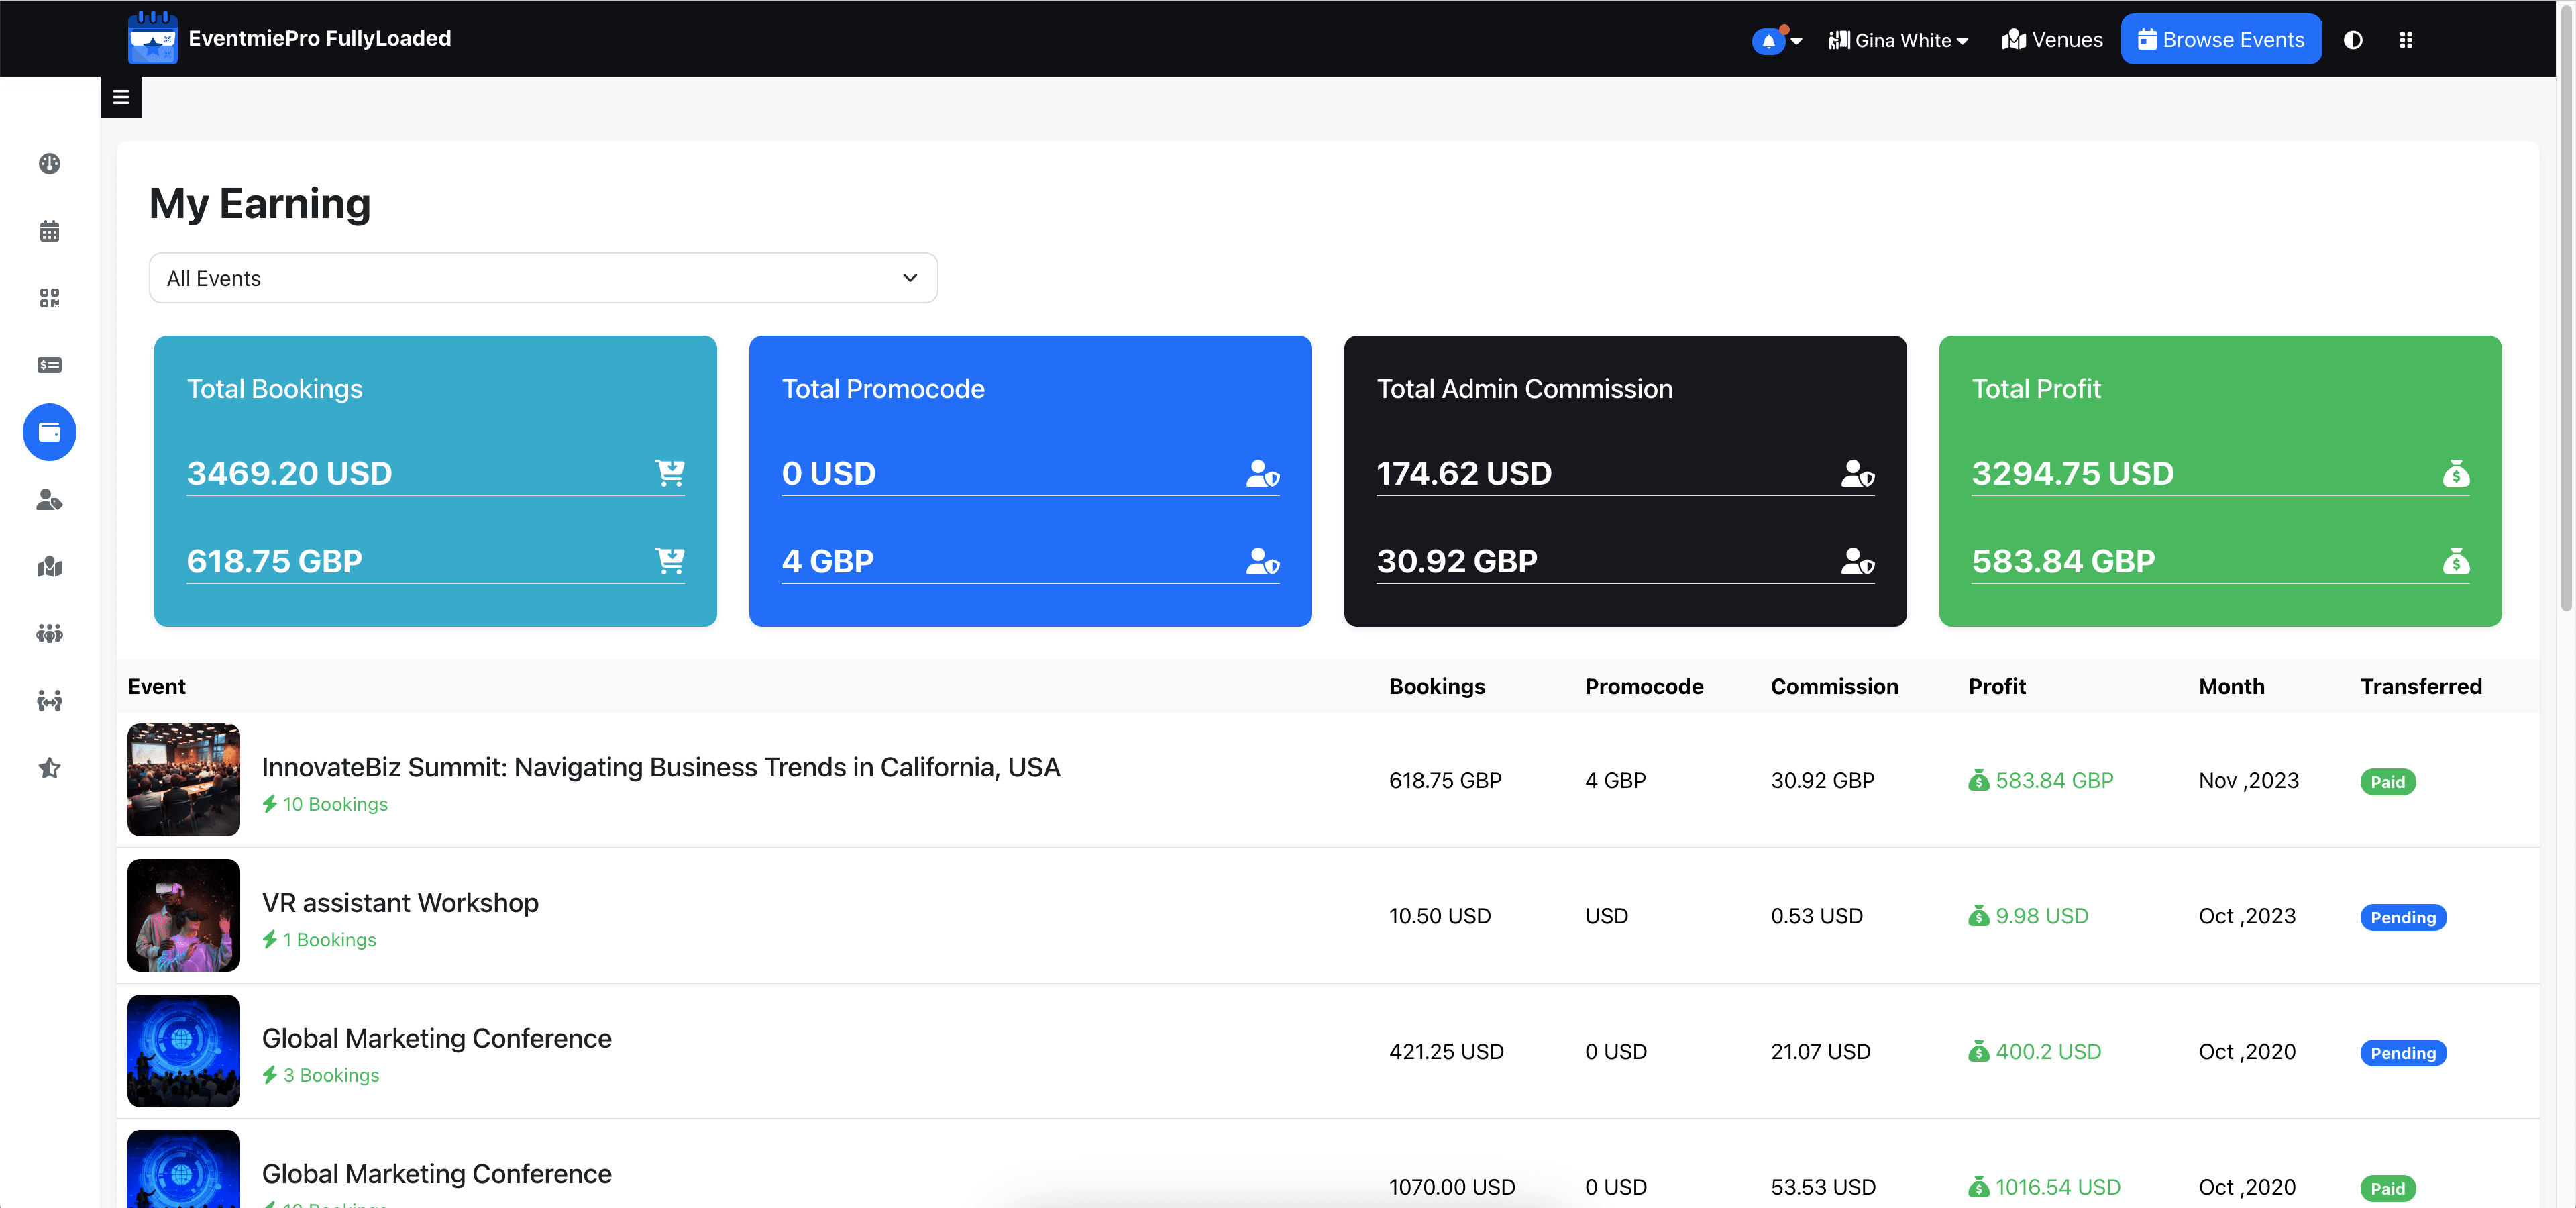 EventmiePro FullyLoaded
Gina White
Venues
Browse Events
My Earning
All Events
Total Bookings
3469.20 USD
618.75 GBP
Total Promocode
0 USD
4 GBP
Total Admin Commission
174.62 USD
30.92 GBP
Total Profit
3294.75 USD
583.84 GBP
Event Bookings Promocode Commission Profit Month Transferred
InnovateBiz Summit: Navigating Business Trends in California, USA
10 Bookings
618.75 GBP 4 GBP 30.92 GBP 583.84 GBP Nov ,2023 Paid
VR assistant Workshop
1 Bookings
10.50 USD USD 0.53 USD 9.98 USD Oct ,2023 Pending
Global Marketing Conference
3 Bookings
421.25 USD 0 USD 21.07 USD 400.2 USD Oct ,2020 Pending
Global Marketing Conference
1070.00 USD 0 USD 53.53 USD 1016.54 USD Oct ,2020 Paid